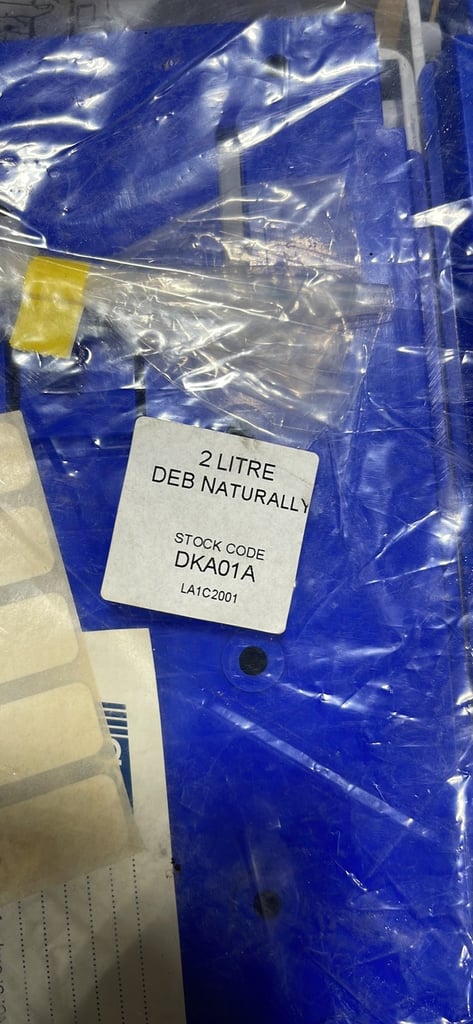 2 LITRE
DEB NATURALLY
STOCK CODE
DKA01A
LA1C2001